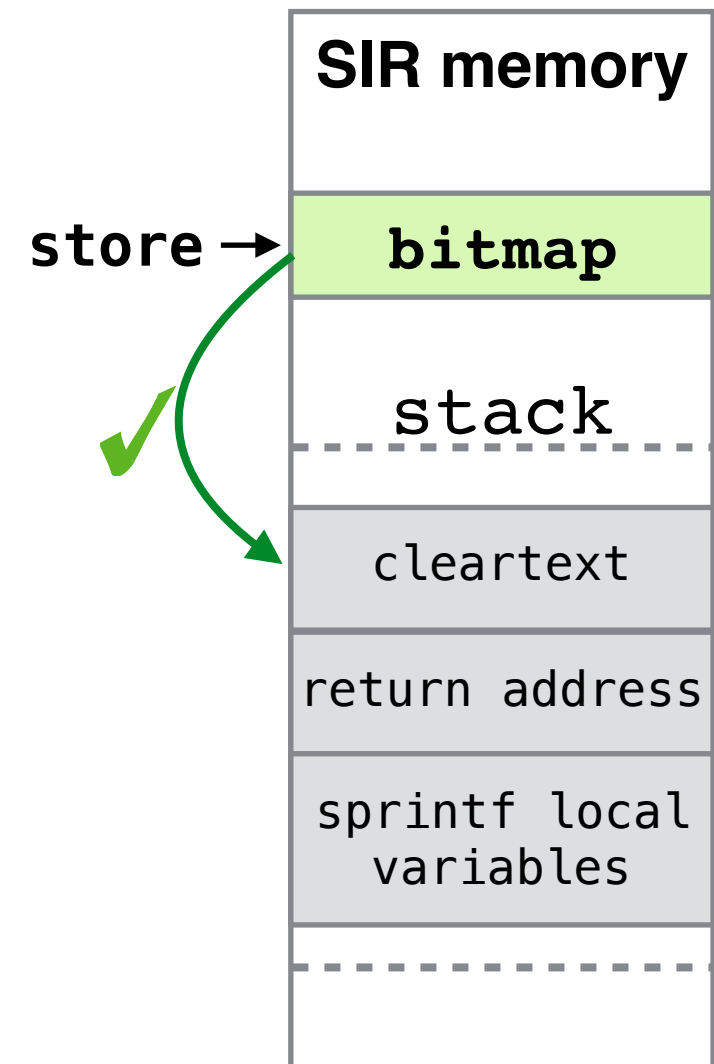 SIR memory
store
bitmap
stack
cleartext
return address
sprintf local
variables